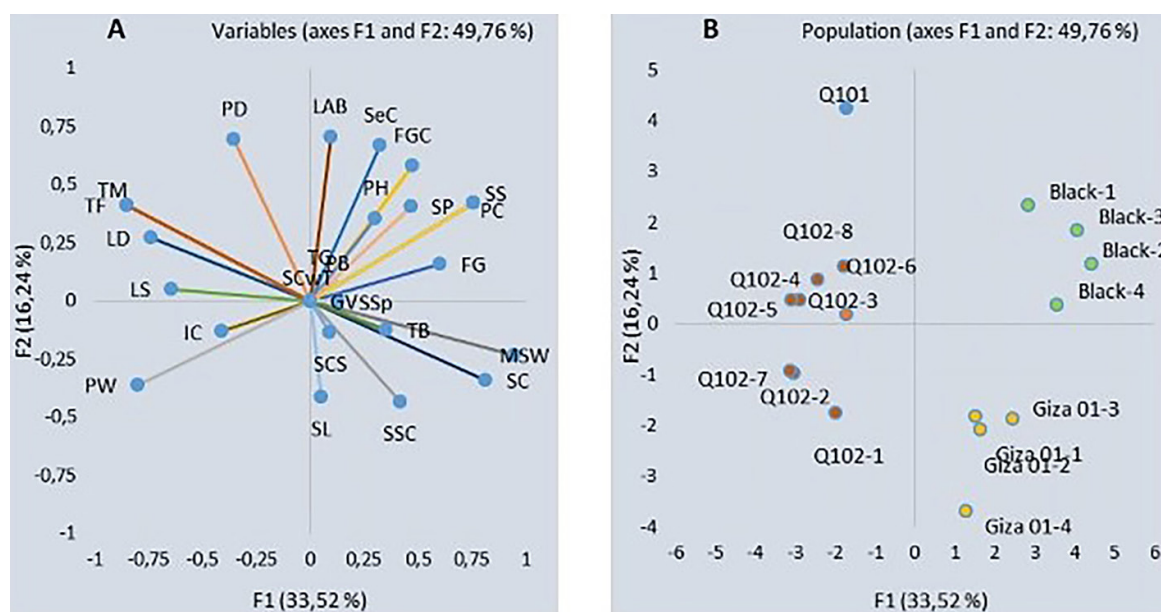 A
Variables (axes F1 and F2: 49,76 %)
1
0,75
0,5
0,25
0
-0,25
-0,5
-0,75
-1
F2 (16,24 %)
PD
LAB
SeC
FGC
TM
TF
PH
SP
SS
PC
LD
TG
PB
FG
SCwT
LS
GVSSp
IC
TB
PW
SCS
MSW
SC
SL
SSC
-1
-0,75
-0,5
-0,25
0
0,25
0,5
0,75
1
F1 (33,52 %)
B
Population (axes F1 and F2: 49,76 %)
5
4
3
2
1
0
-1
-2
-3
-4
F2 (16,24 %)
Q101
Black-1
Black-3
Q102-8
Black-2
Q102-6
Q102-4
Black-4
Q102-5
Q102-3
Q102-7
Q102-2
Giza 01-3
Q102-1
Giza 01-1
Giza 01-2
Giza 01-4
-6
-5
-4
-3
-2
-1
0
1
2
3
4
5
6
F1 (33,52 %)